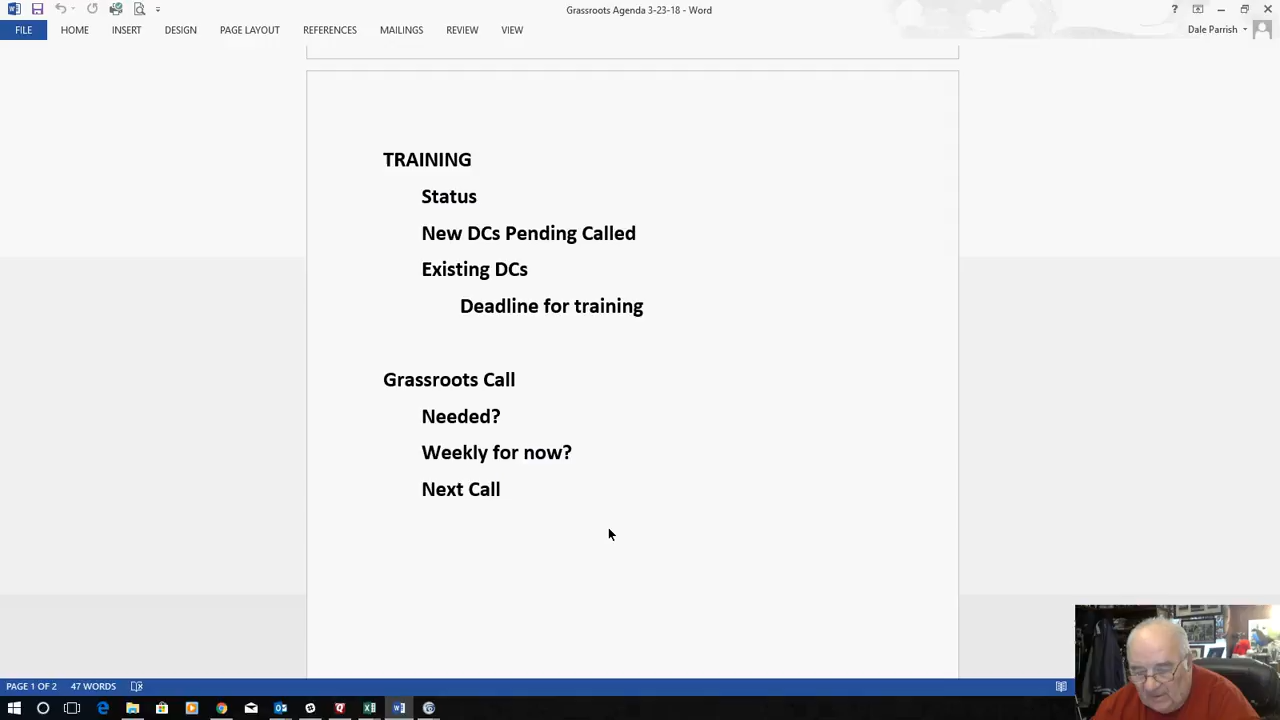 Grassroots Agenda 3-23-18 - Word
?
FILE HOME INSERT DESIGN PAGE LAYOUT REFERENCES MAILINGS REVIEW VIEW Dale Parrish
TRAINING
Status
New DCs Pending Called
Existing DCs
Deadline for training
Grassroots Call
Needed?
Weekly for now?
Next Call
PAGE 1 OF 2 47 WORDS